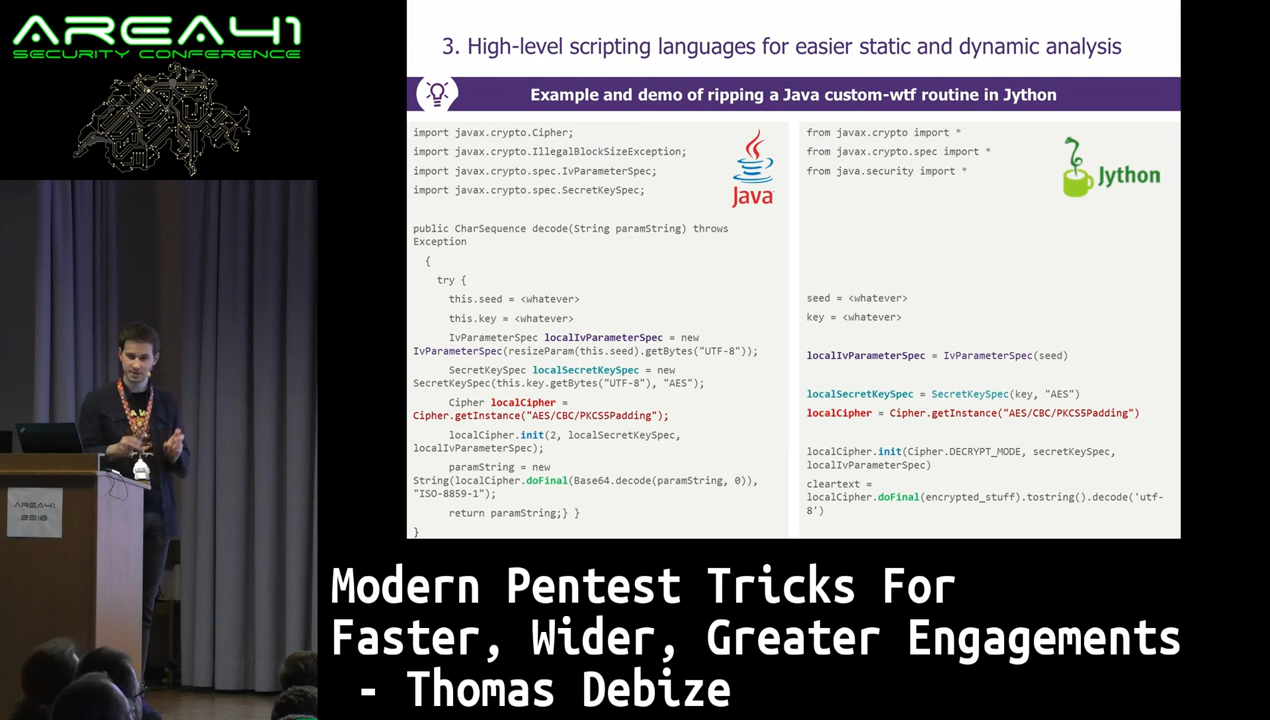 AREA41
SECURITY CONFERENCE
3. High-level scripting languages for easier static and dynamic analysis
Example and demo of ripping a Java custom-wtf routine in Jython
import javax.crypto.Cipher;
import javax.crypto.IllegalBlockSizeException;
import javax.crypto.spec.IvParameterSpec;
import javax.crypto.spec.SecretKeySpec;
Java
public CharSequence decode(String paramString) throws
Exception
{
try {
this.seed = <whatever>
this.key = <whatever>
IvParameterSpec localIvParameterSpec = new
IvParameterSpec(resizeParam(this.seed).getBytes("UTF-8"));
SecretKeySpec localSecretKeySpec = new
SecretKeySpec(this.key.getBytes("UTF-8"), "AES");
Cipher localCipher =
Cipher.getInstance("AES/CBC/PKCS5Padding");
localCipher.init(2, localSecretKeySpec,
localIvParameterSpec);
paramString = new
String(localCipher.doFinal(Base64.decode(paramString, 0)),
"ISO-8859-1");
return paramString;} }
}
from javax.crypto import *
from javax.crypto.spec import *
from java.security import *
Jython
seed = <whatever>
key = <whatever>
localIvParameterSpec = IvParameterSpec(seed)
localSecretKeySpec = SecretKeySpec(key, "AES")
localCipher = Cipher.getInstance("AES/CBC/PKCS5Padding")
localCipher.init(Cipher.DECRYPT_MODE, secretKeySpec,
localIvParameterSpec)
cleartext =
localCipher.doFinal(encrypted_stuff).tostring().decode('utf-
8')
AREA41
2018
Modern Pentest Tricks For
Faster, Wider, Greater Engagements
- Thomas Debize